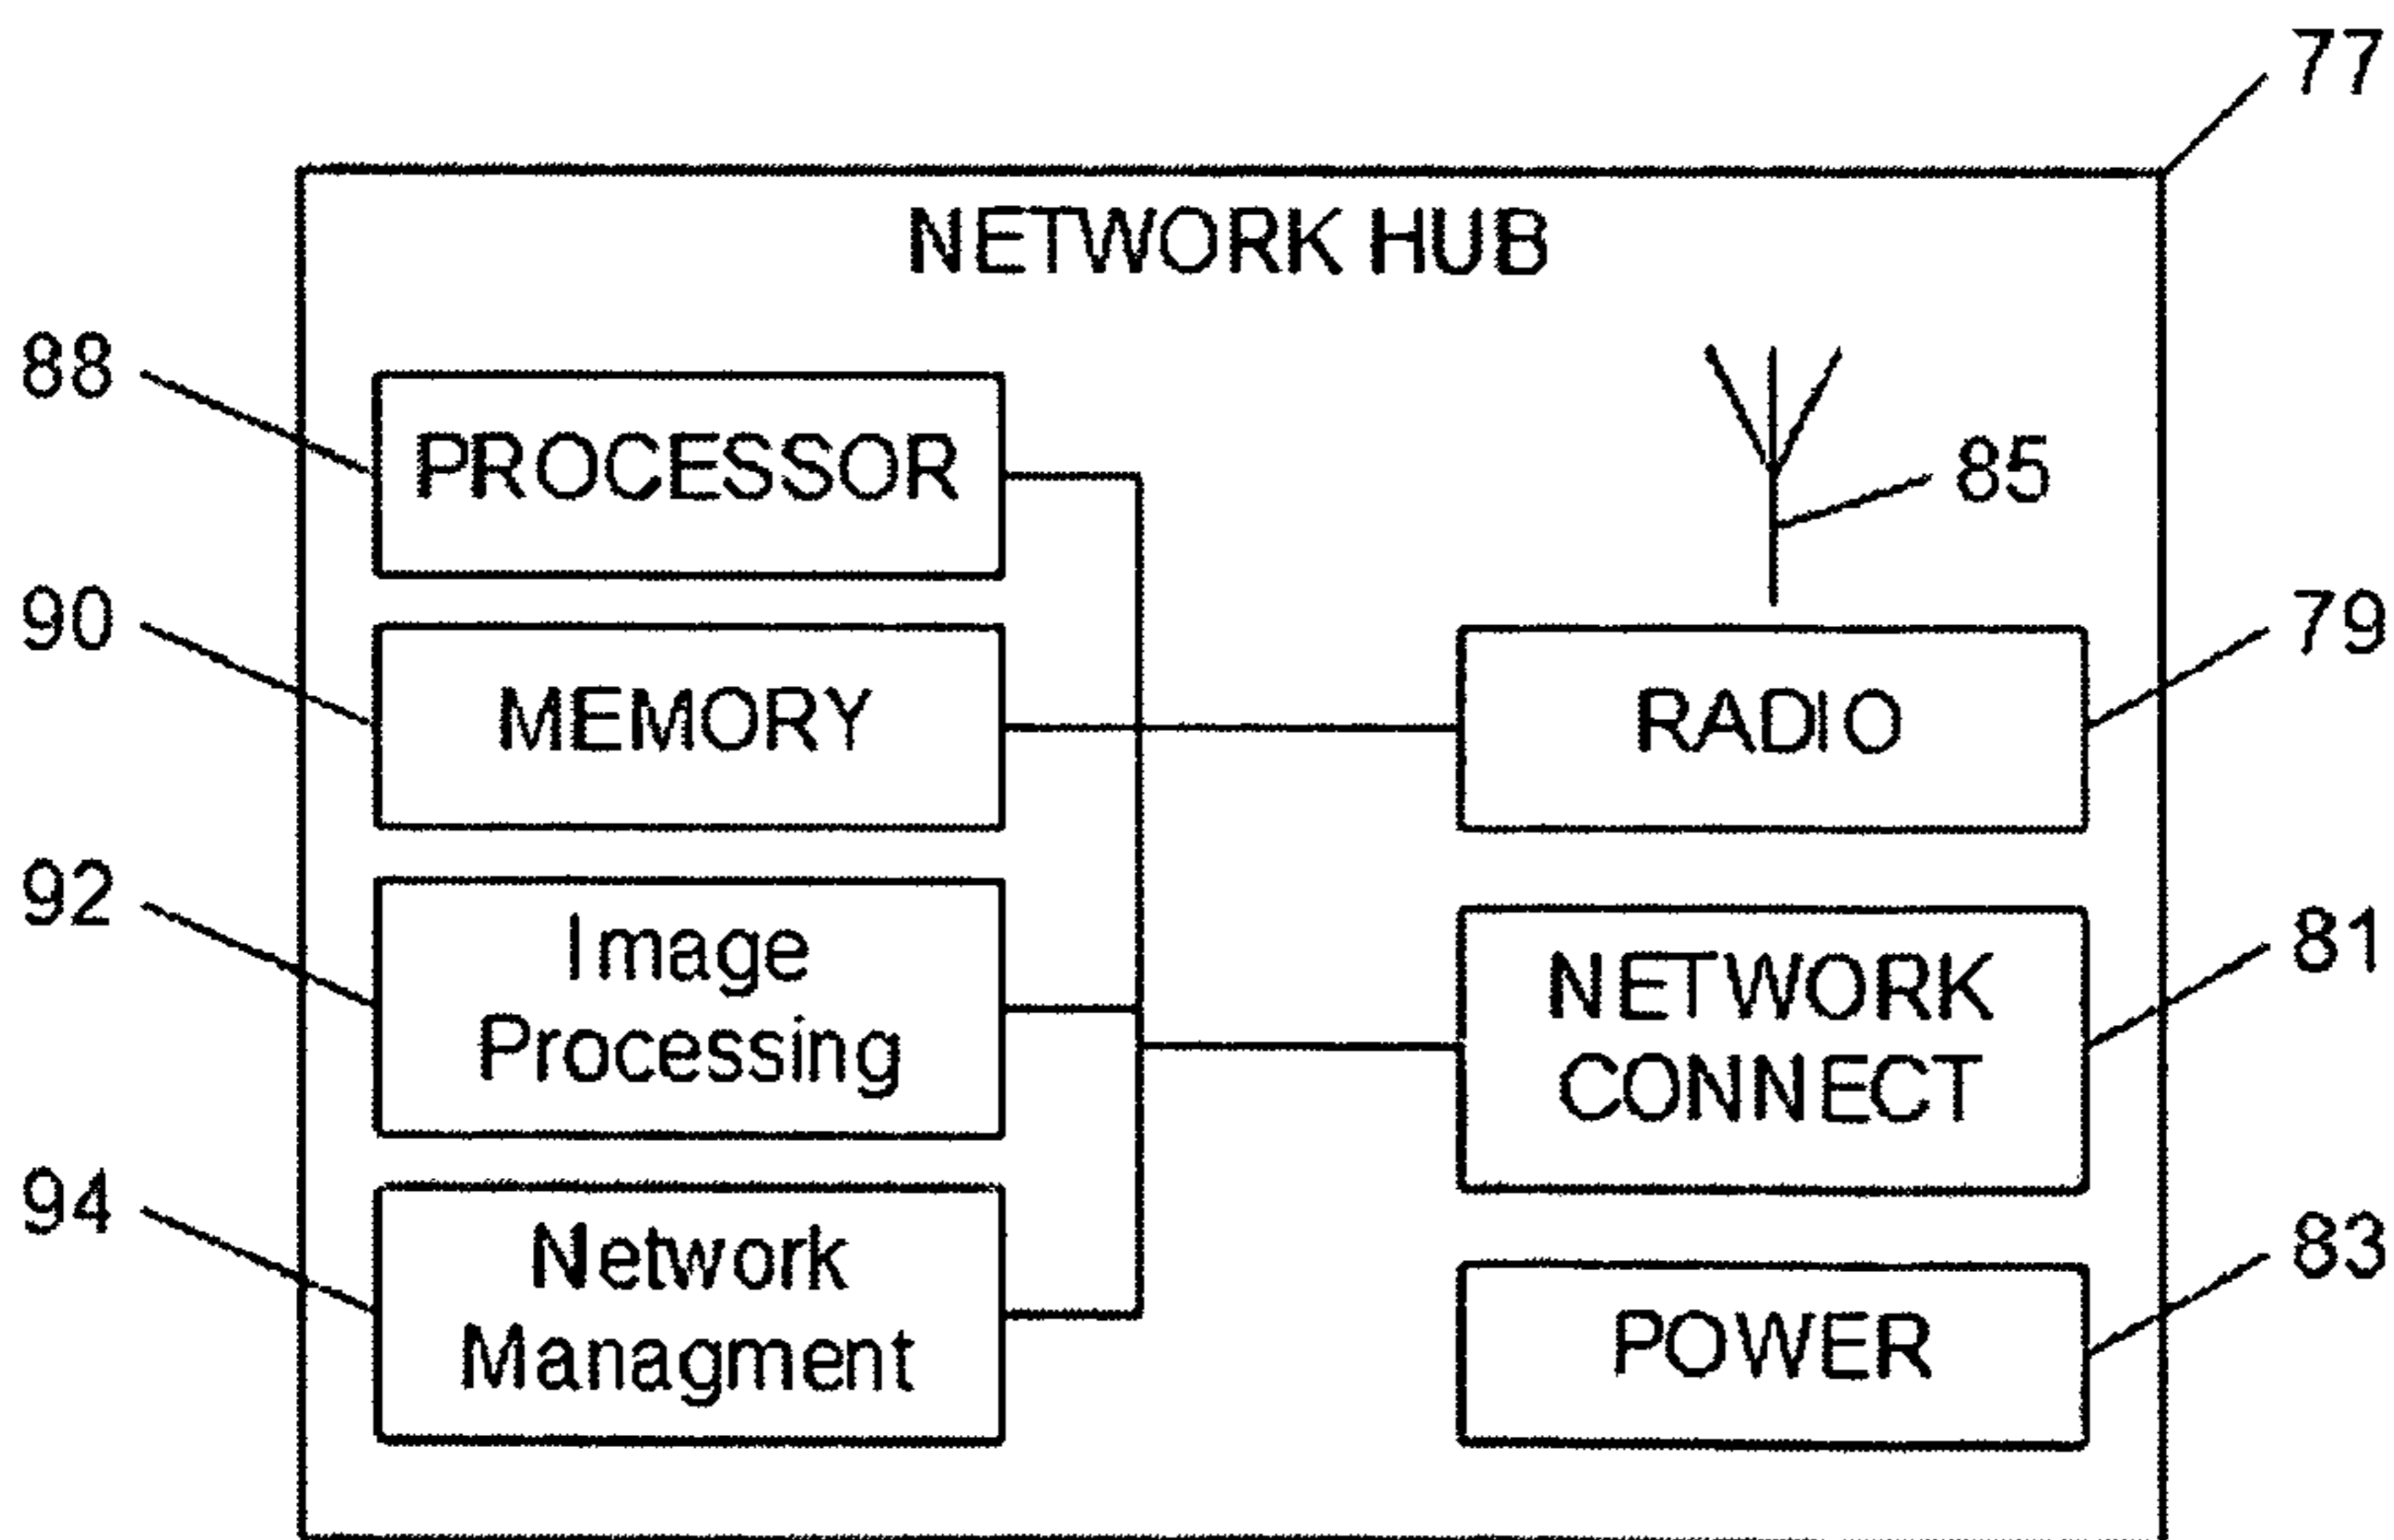 77
NETWORK HUB
88
PROCESSOR
85
90
MEMORY
RADIO
79
92
Image
Processing
NETWORK
CONNECT
81
94
Network
Managment
POWER
83